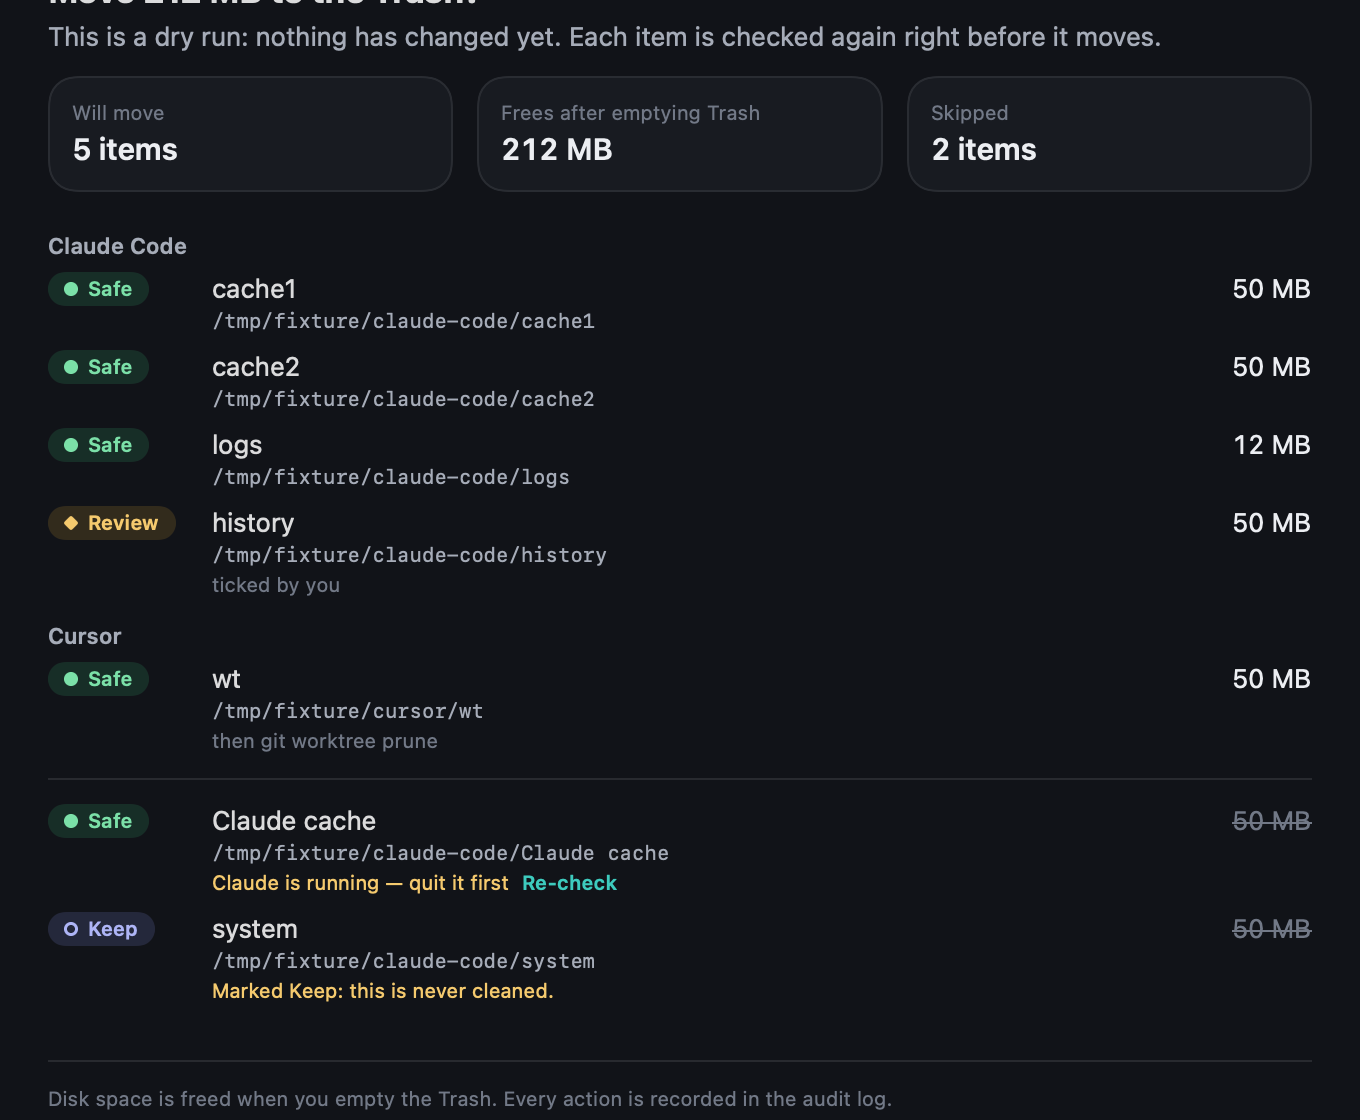 Move 212 MB to the Trash?
This is a dry run: nothing has changed yet. Each item is checked again right before it moves.
Will move
5 items
Frees after emptying Trash
212 MB
Skipped
2 items
Claude Code
Safe cache1 50 MB
/tmp/fixture/claude-code/cache1
Safe cache2 50 MB
/tmp/fixture/claude-code/cache2
Safe logs 12 MB
/tmp/fixture/claude-code/logs
Review history 50 MB
/tmp/fixture/claude-code/history
ticked by you
Cursor
Safe wt 50 MB
/tmp/fixture/cursor/wt
then git worktree prune
Safe Claude cache 50 MB
/tmp/fixture/claude-code/Claude cache
Claude is running — quit it first Re-check
Keep system 50 MB
/tmp/fixture/claude-code/system
Marked Keep: this is never cleaned.
Disk space is freed when you empty the Trash. Every action is recorded in the audit log.